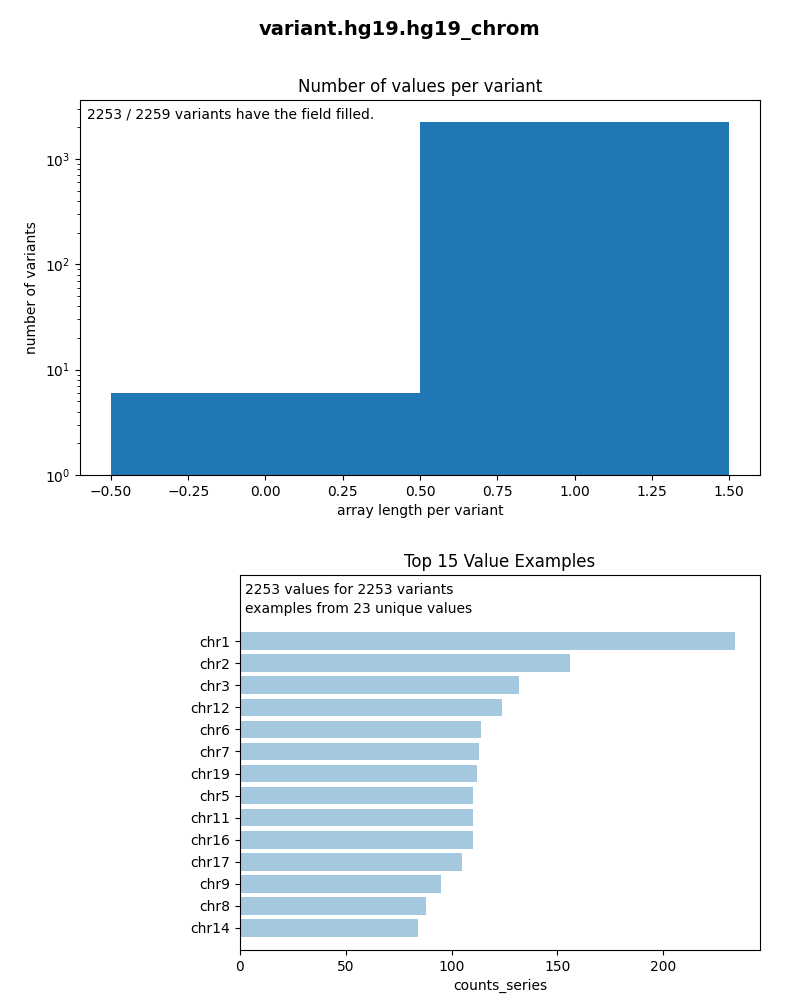 variant.hg19.hg19_chrom
Number of values per variant
2253 / 2259 variants have the field filled.
number of variants
10³
10²
10¹
10⁰
−0.50 −0.25 0.00 0.25 0.50 0.75 1.00 1.25 1.50
array length per variant
Top 15 Value Examples
2253 values for 2253 variants
examples from 23 unique values
chr1
chr2
chr3
chr12
chr6
chr7
chr19
chr5
chr11
chr16
chr17
chr9
chr8
chr14
0 50 100 150 200
counts_series